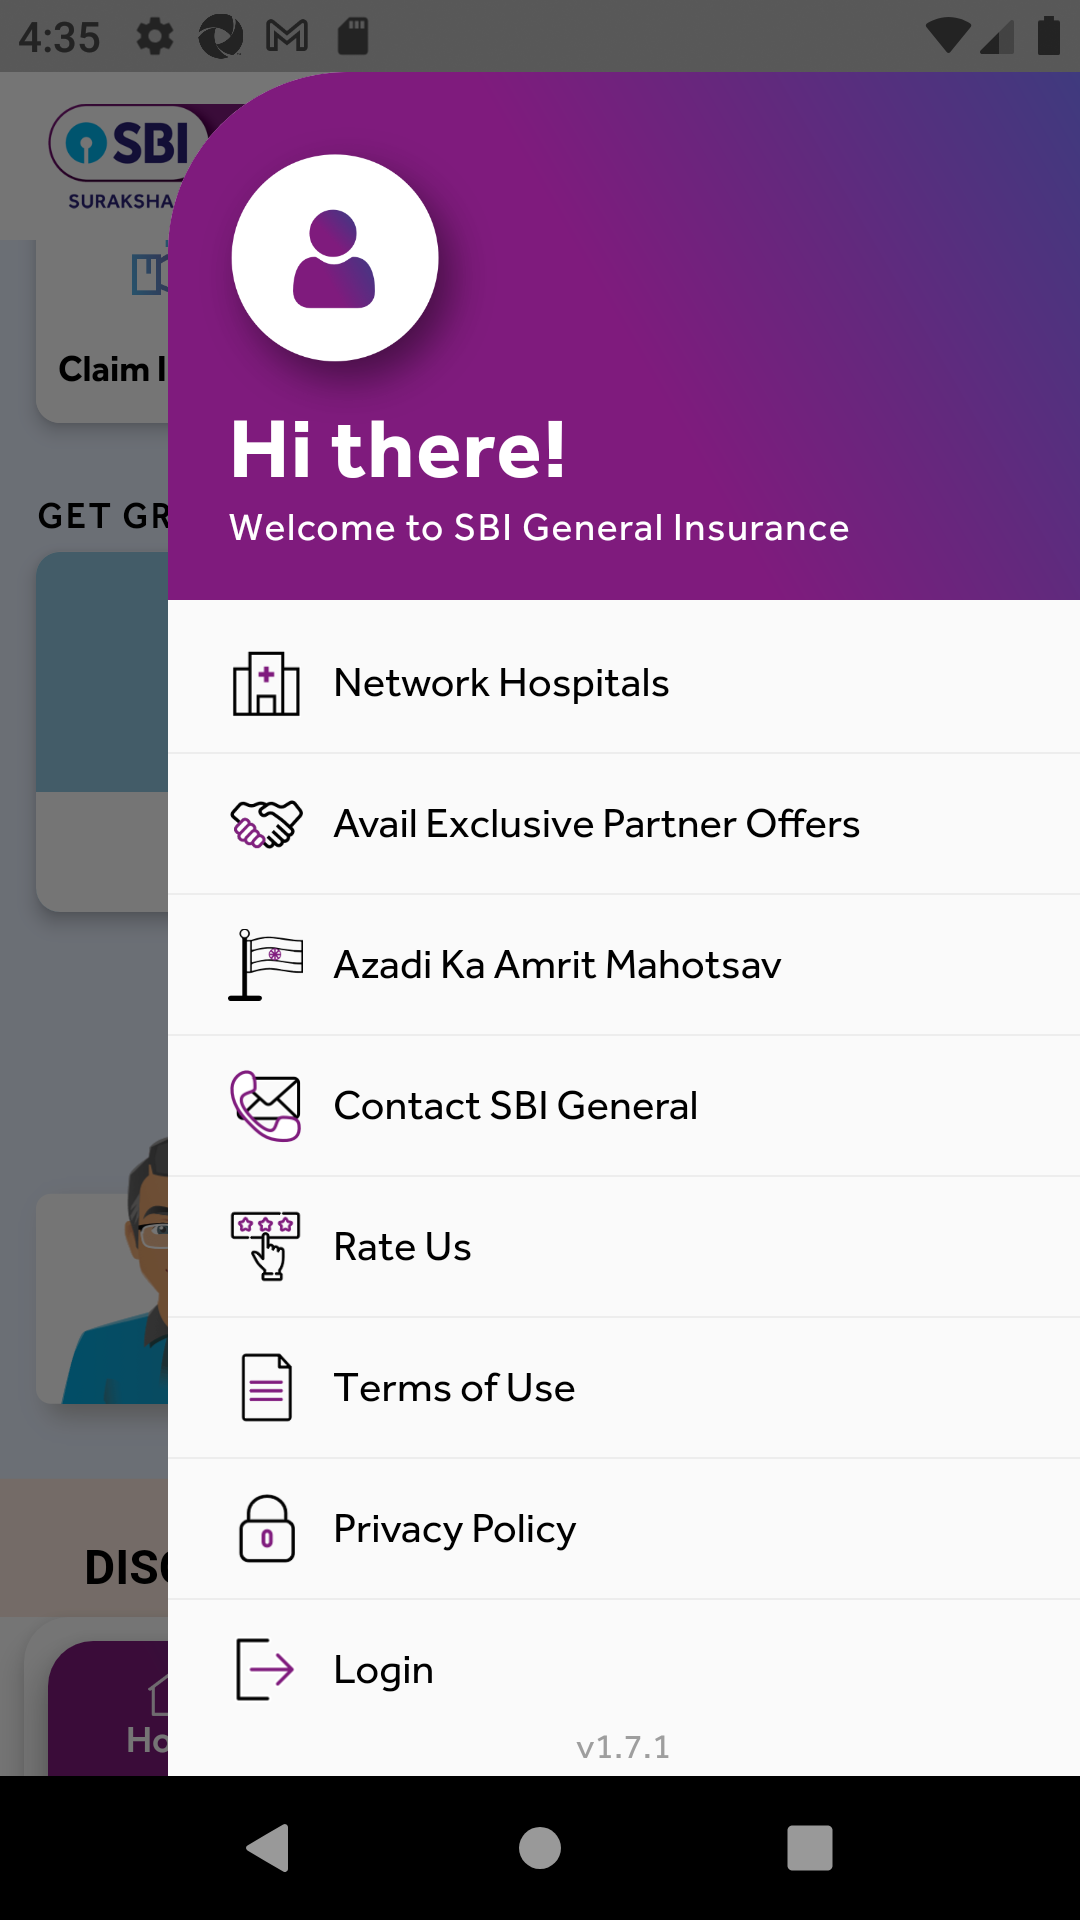 4:35
SBI
SURAKSHA
Claim I
GET GR
Hi there!
Welcome to SBI General Insurance
Network Hospitals
Avail Exclusive Partner Offers
Azadi Ka Amrit Mahotsav
Contact SBI General
Rate Us
Terms of Use
Privacy Policy
DISC
Login
Ho
v1.7.1